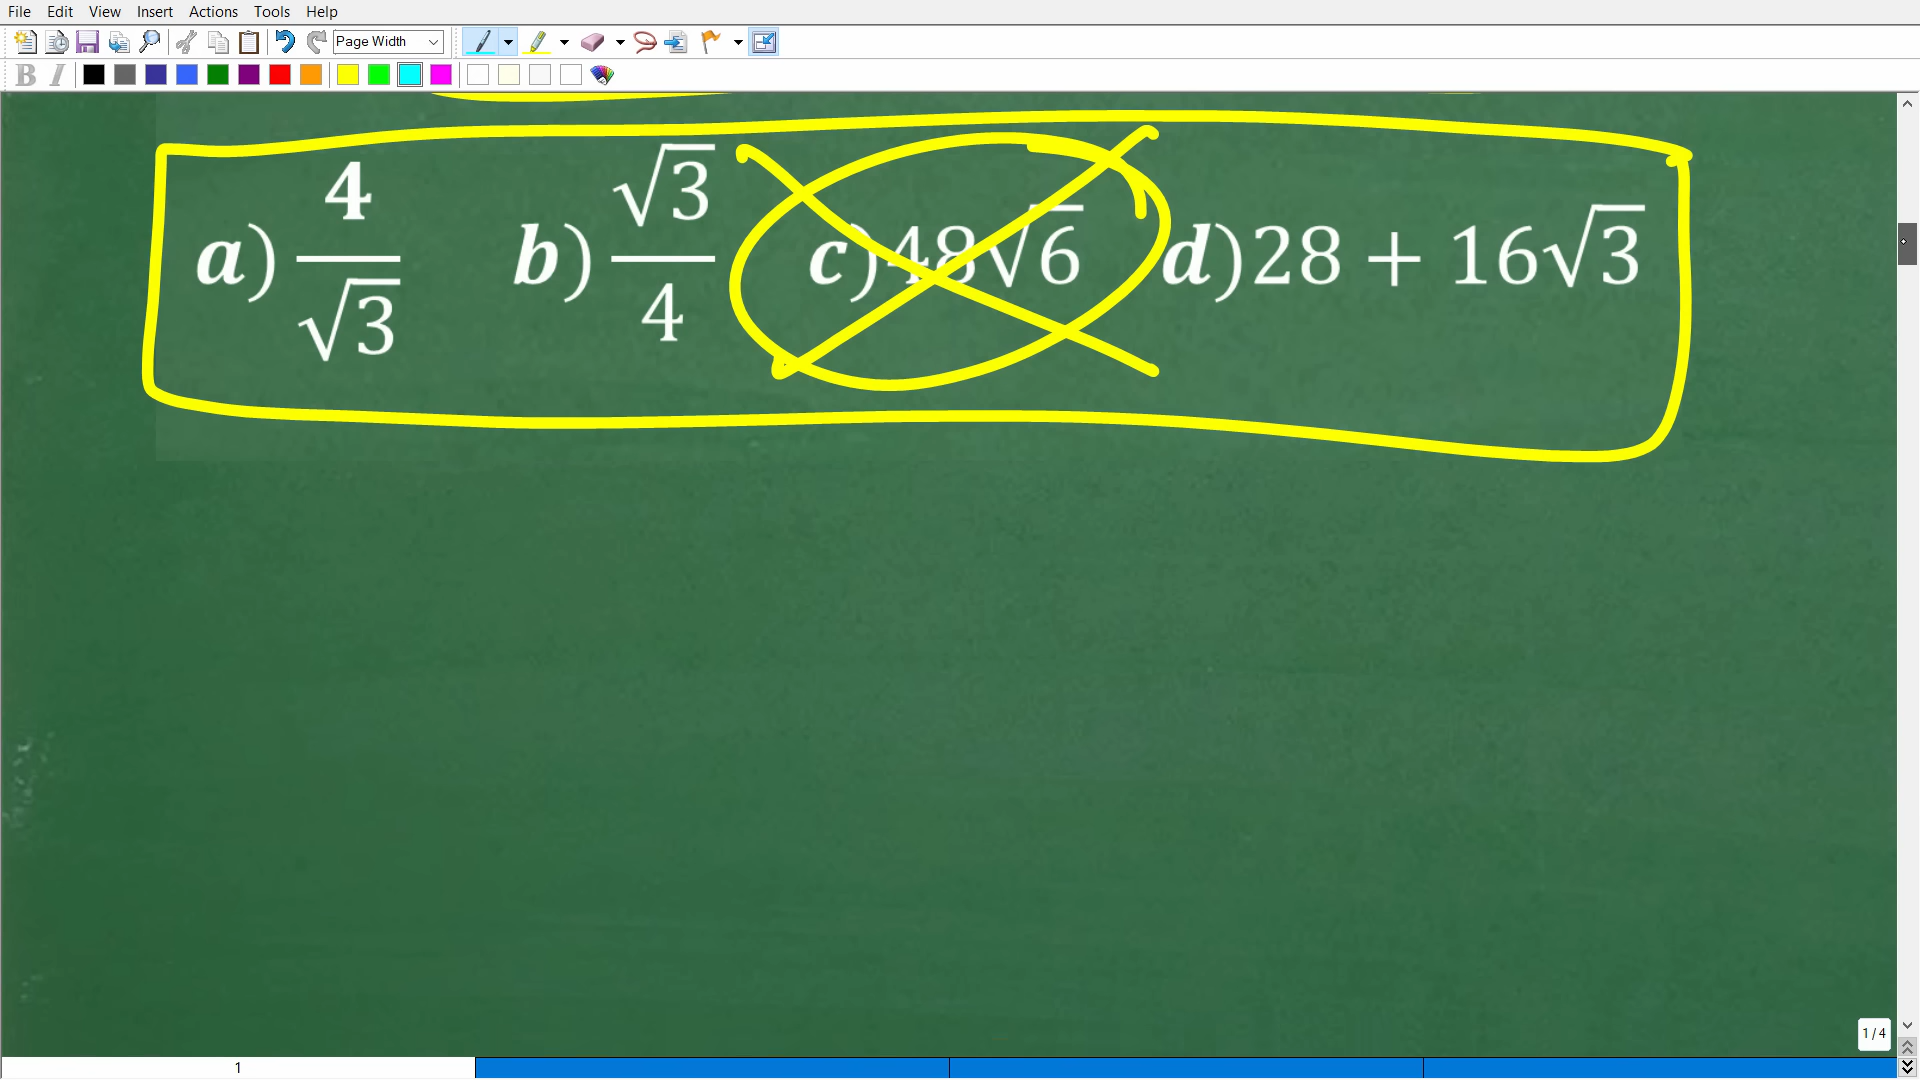 File Edit View Insert Actions Tools Help
Page Width
B I
a) 4/√3 b) √3/4 c) 48√6 d) 28 + 16√3
1 / 4
1